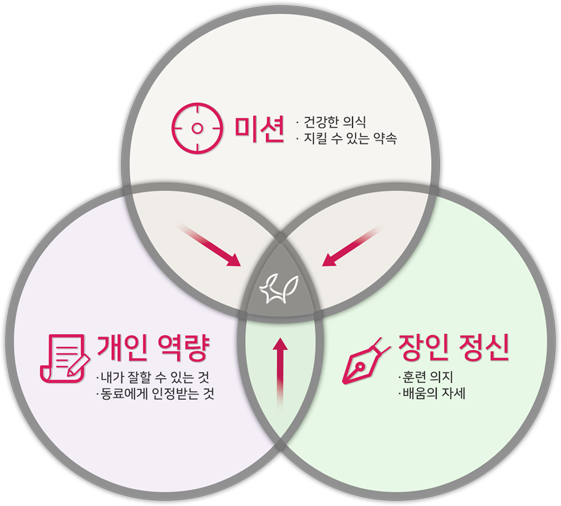 미션
· 건강한 의식
· 지킬 수 있는 약속
개인 역량
·내가 잘할 수 있는 것
·동료에게 인정받는 것
장인 정신
·훈련 의지
·배움의 자세